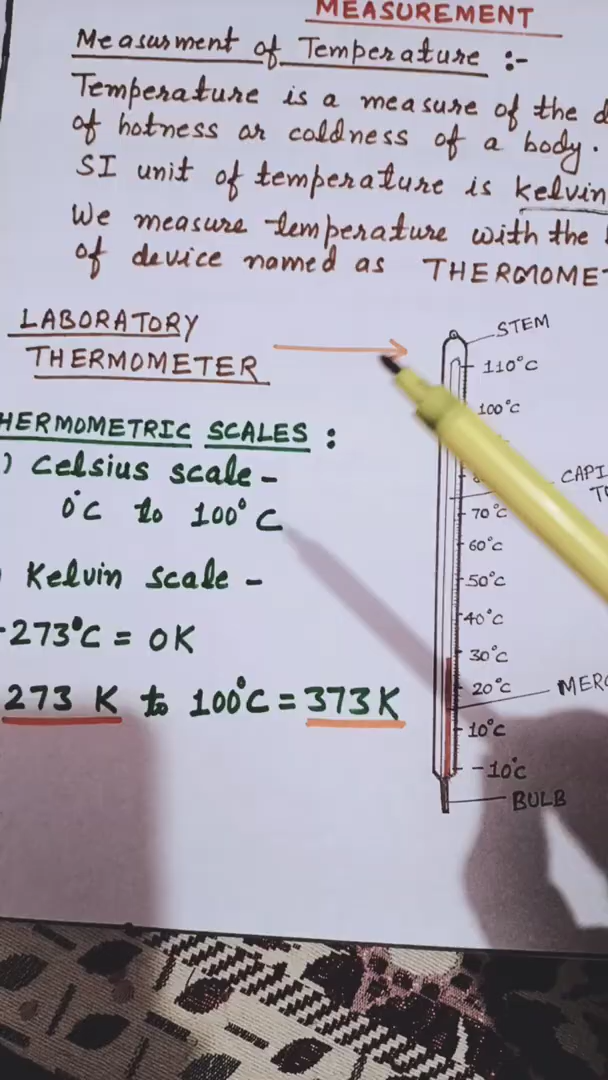 MEASUREMENT
Measurment of Temperature :-
Temperature is a measure of the
of hotness or coldness of a body.
SI unit of temperature is kelvin
We measure temperature with the
of device named as
LABORATORY
THERMOMETER
STEM
110°C
100°C
70°C
60°C
50°C
40°C
30°C
20°C
10°C
-10°C
BULB
SCALES :
) Celsius scale -
0°C to 100°C
Kelvin scale -
-273°C = 0K
273 K to 100°C = 373K